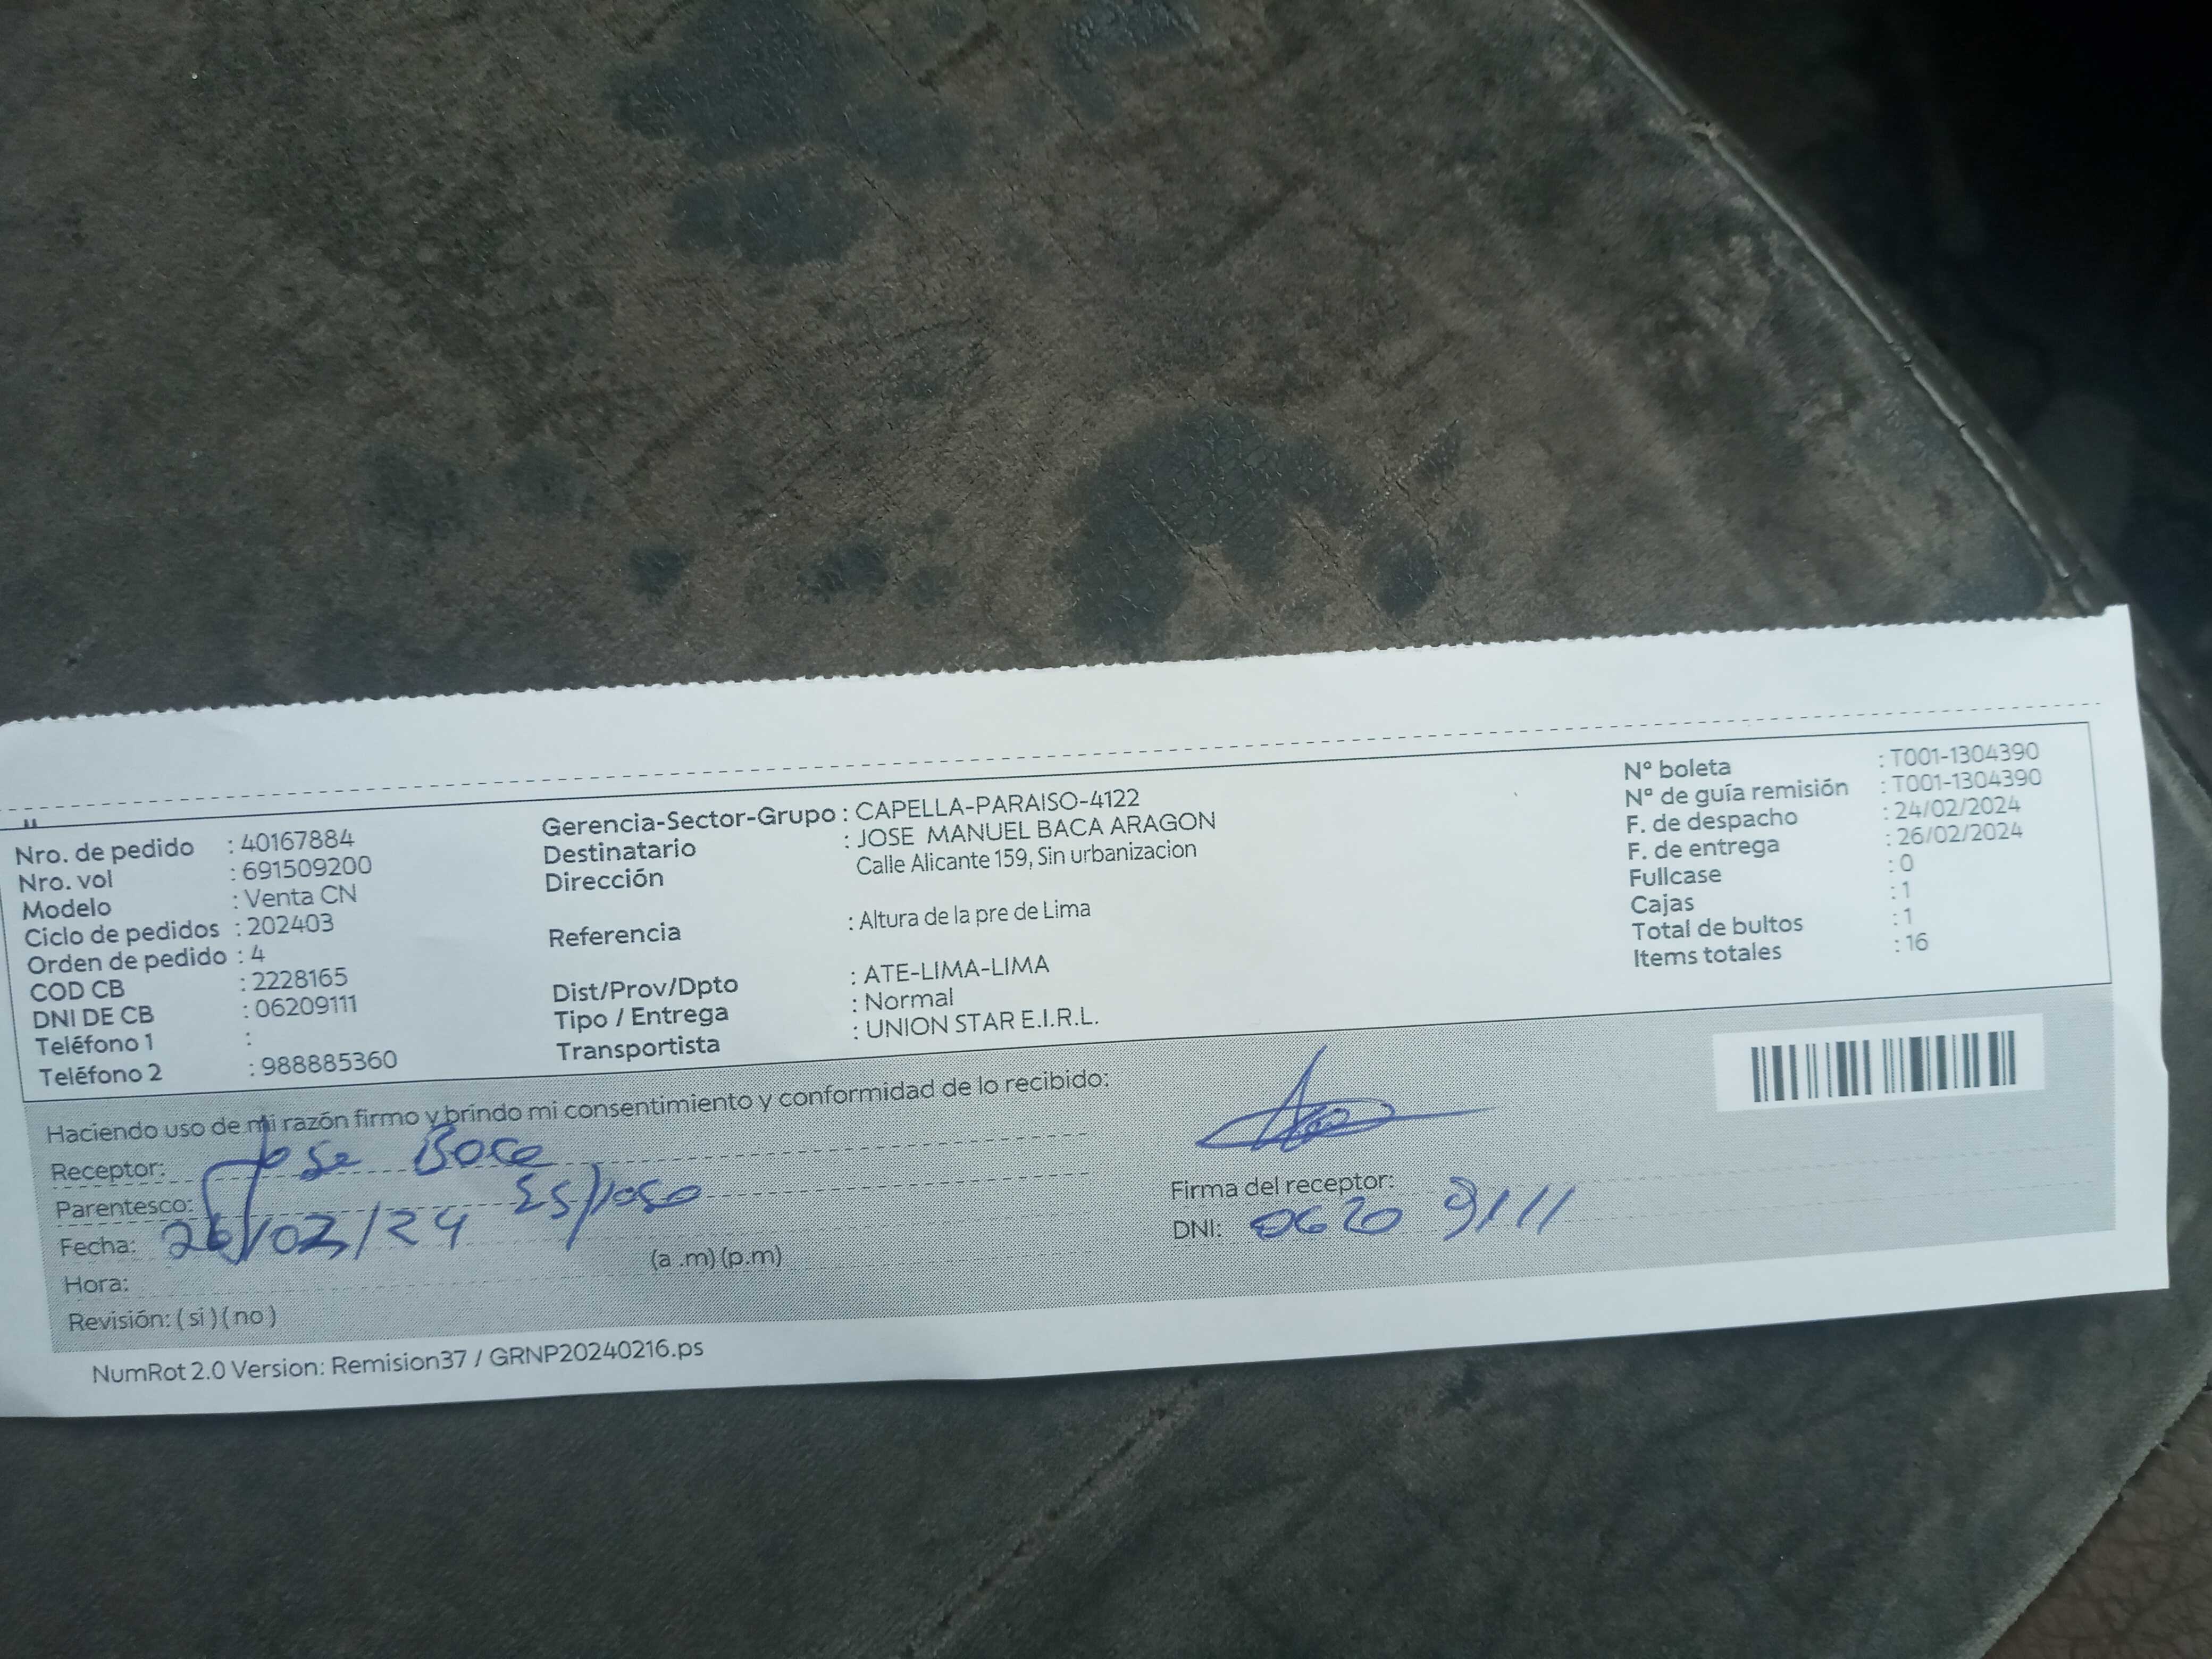 Nro. de pedido : 40167884
Nro. vol : 691509200
Modelo : Venta CN
Ciclo de pedidos : 202403
Orden de pedido : 4
COD CB : 2228165
DNI DE CB : 06209111
Teléfono 1 :
Teléfono 2 : 988885360
Gerencia-Sector-Grupo : CAPELLA-PARAISO-4122
Destinatario : JOSE MANUEL BACA ARAGON
Dirección Calle Alicante 159, Sin urbanizacion
Referencia : Altura de la pre de Lima
Dist/Prov/Dpto : ATE-LIMA-LIMA
Tipo / Entrega : Normal
Transportista : UNION STAR E.I.R.L.
N° boleta : T001-1304390
N° de guía remisión : T001-1304390
F. de despacho : 24/02/2024
F. de entrega : 26/02/2024
Fullcase : 0
Cajas : 1
Total de bultos : 1
Items totales : 16
Haciendo uso de mi razón firmo y brindo mi consentimiento y conformidad de lo recibido:
Receptor: Jose Baca
Parentesco: Esposo
Fecha: 26/02/24
Hora: (a .m) (p.m)
Revisión: ( si ) ( no )
Firma del receptor:
DNI: 0620 9111
NumRot 2.0 Version: Remision37 / GRNP20240216.ps